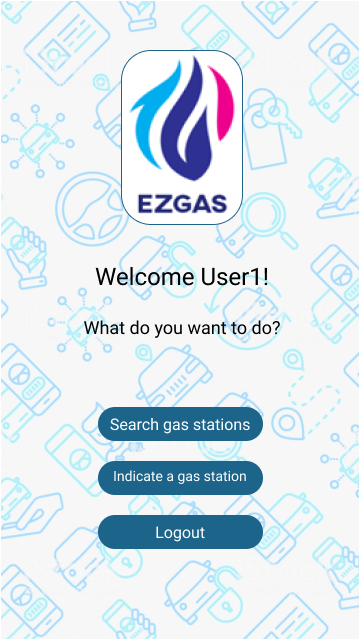 EZGAS
Welcome User1!
What do you want to do?
Search gas stations
Indicate a gas station
Logout